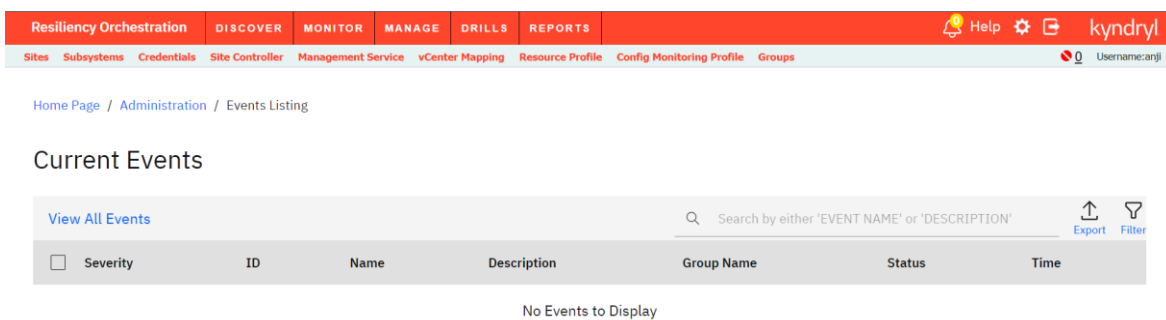 Resiliency Orchestration DISCOVER MONITOR MANAGE DRILLS REPORTS 0 Help kyndryl
Sites Subsystems Credentials Site Controller Management Service vCenter Mapping Resource Profile Config Monitoring Profile Groups 0 Username:anji
Home Page / Administration / Events Listing
Current Events
View All Events Search by either 'EVENT NAME' or 'DESCRIPTION' Export Filter
Severity ID Name Description Group Name Status Time
No Events to Display